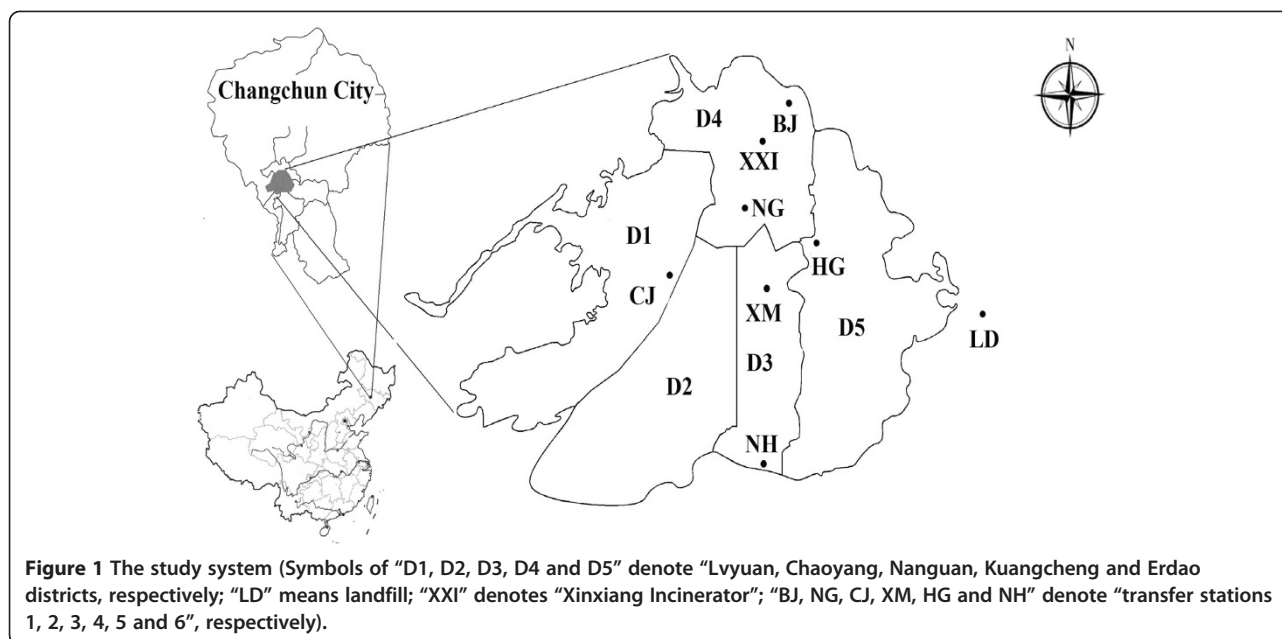 Changchun City
N
D4
BJ
XXI
NG
D1
HG
CJ
XM
D5
LD
D3
D2
NH
Figure 1 The study system (Symbols of “D1, D2, D3, D4 and D5” denote “Lvyuan, Chaoyang, Nanguan, Kuangcheng and Erdao
districts, respectively; “LD” means landfill; “XXI” denotes “Xinxiang Incinerator”; “BJ, NG, CJ, XM, HG and NH” denote “transfer stations
1, 2, 3, 4, 5 and 6”, respectively).